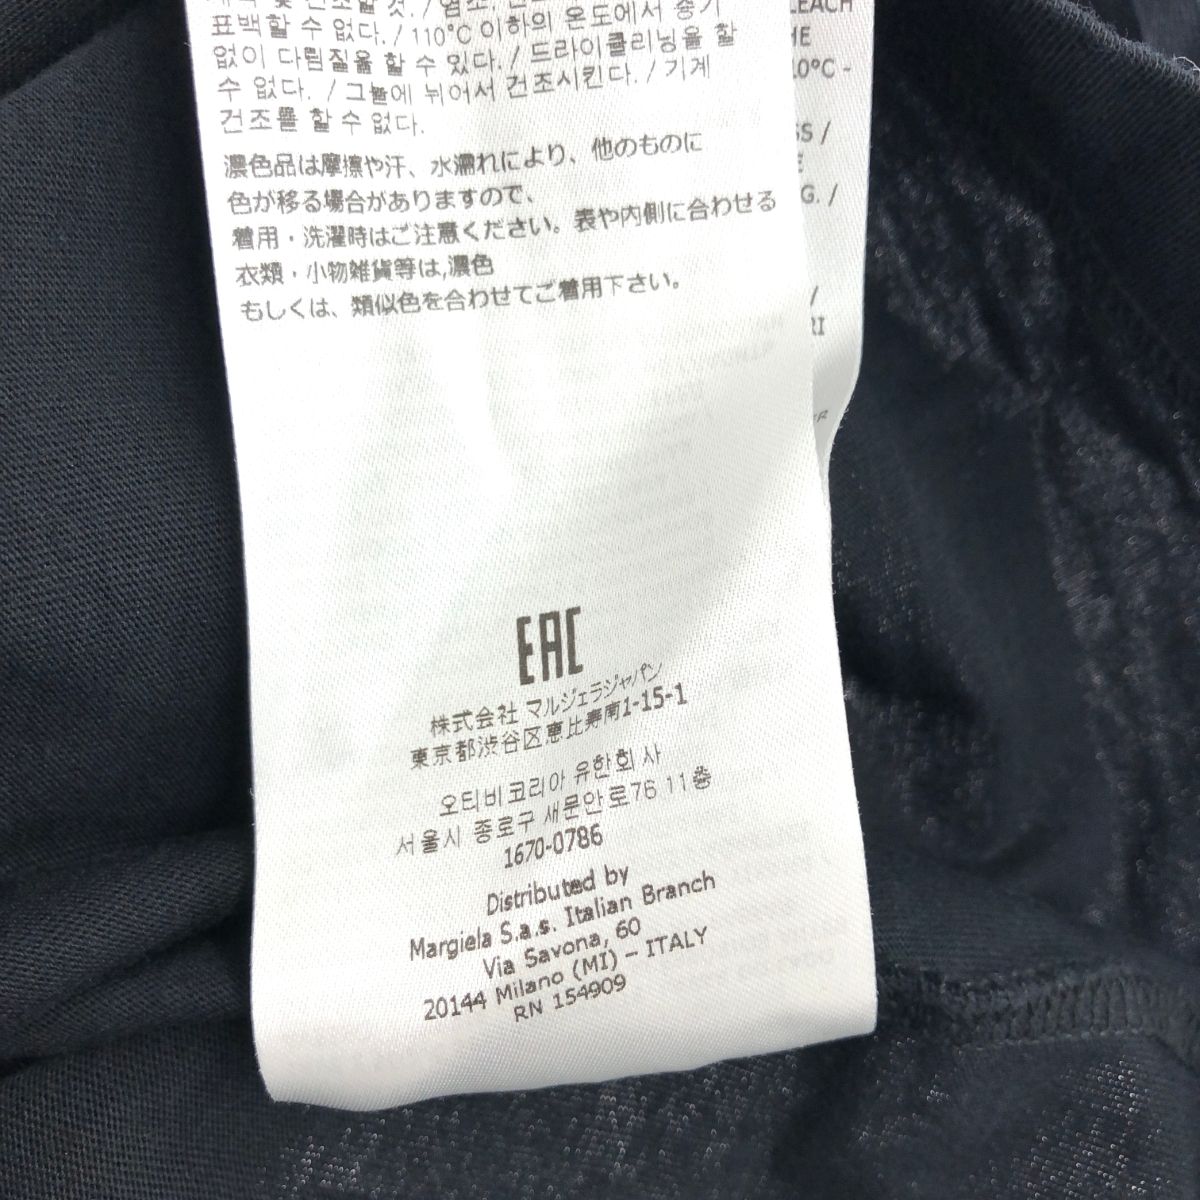 표백할 수 없다. / 110°C 이하의 온도에서 증기
없이 다림질을 할 수 있다. / 드라이클리닝을 할
수 없다. / 그늘에 뉘어서 건조시킨다. / 기계
건조를 할 수 없다.
濃色品は摩擦や汗、水濡れにより、他のものに
色が移る場合がありますので、
着用・洗濯時はご注意ください。表や内側に合わせる
衣類・小物雑貨等は,濃色
もしくは、類似色を合わせてご着用下さい。
EAC
株式会社 マルジェラジャパン
東京都渋谷区恵比寿南1-15-1
오티비코리아 유한회사
서울시 종로구 새문안로76 11층
1670-0786
Distributed by
Margiela S.a.s. Italian Branch
Via Savona, 60
20144 Milano (MI) – ITALY
RN 154909